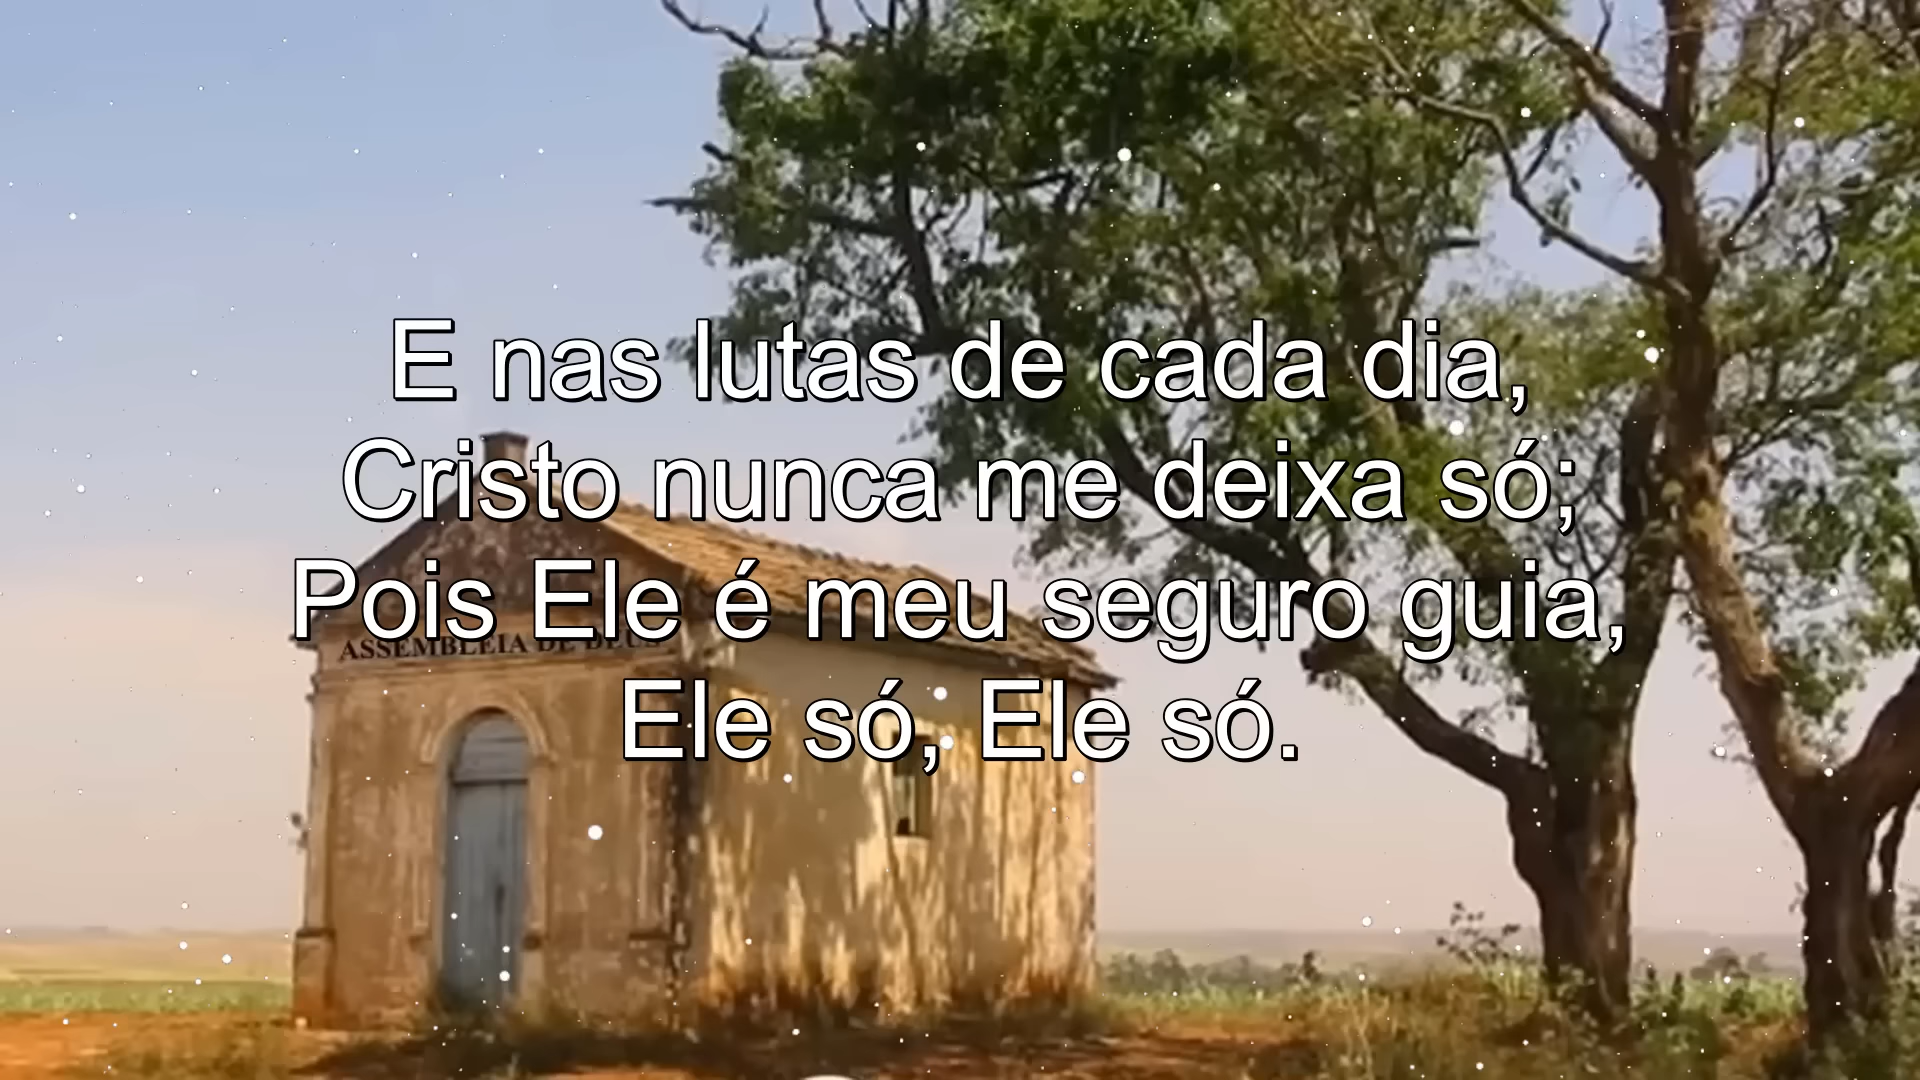 E nas lutas de cada dia,
Cristo nunca me deixa só;
Pois Ele é meu seguro guia,
ASSEMBLEIA DE DEUS
Ele só, Ele só.